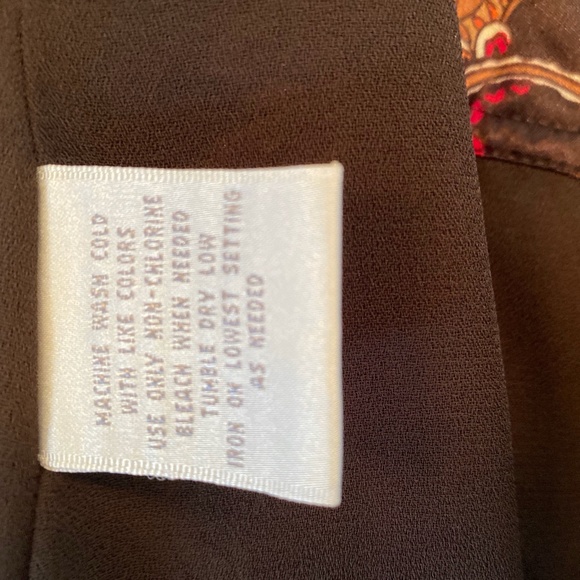 MACHINE WASH COLD
WITH LIKE COLORS
USE ONLY NON-CHLORINE
BLEACH WHEN NEEDED
TUMBLE DRY LOW
IRON ON LOWEST SETTING
AS NEEDED